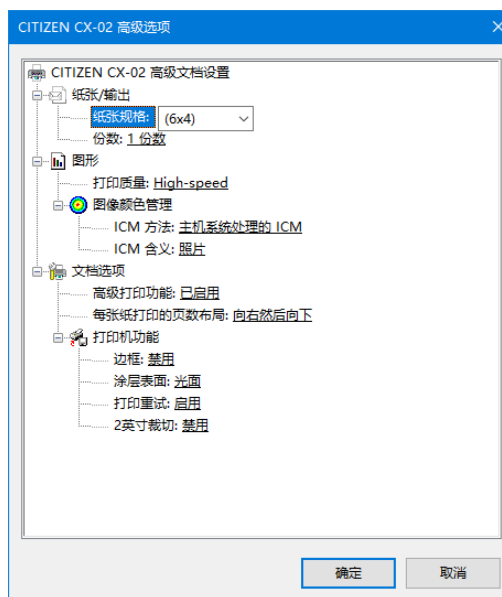 CITIZEN CX-02 高级选项
CITIZEN CX-02 高级文档设置
纸张/输出
纸张规格: (6x4)
份数: 1 份数
图形
打印质量: High-speed
图像颜色管理
ICM 方法: 主机系统处理的 ICM
ICM 含义: 照片
文档选项
高级打印功能: 已启用
每张纸打印的页数布局: 向右然后向下
打印机功能
边框: 禁用
涂层表面: 光面
打印重试: 启用
2英寸裁切: 禁用
确定 取消